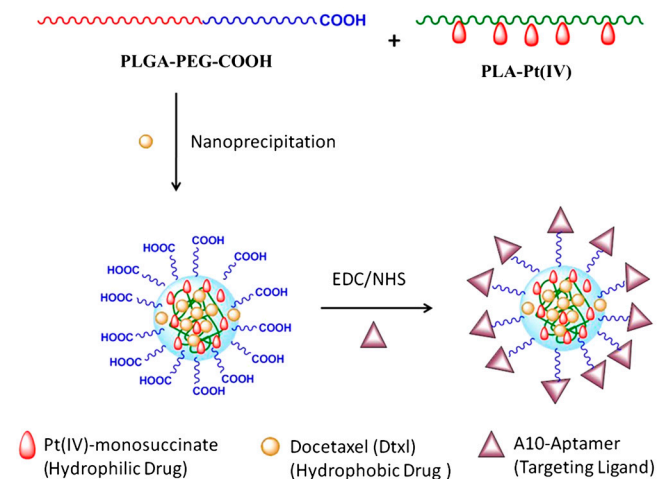 COOH
+
PLGA-PEG-COOH
PLA-Pt(IV)
Nanoprecipitation
HOOC
COOH
HOOC
COOH
HOOC
COOH
HOOC
COOH
HOOC
COOH
HOOC
COOH
HOOC
COOH
HOOC
COOH
EDC/NHS
Pt(IV)-monosuccinate
(Hydrophilic Drug)
Docetaxel (Dtxl)
(Hydrophobic Drug )
A10-Aptamer
(Targeting Ligand)